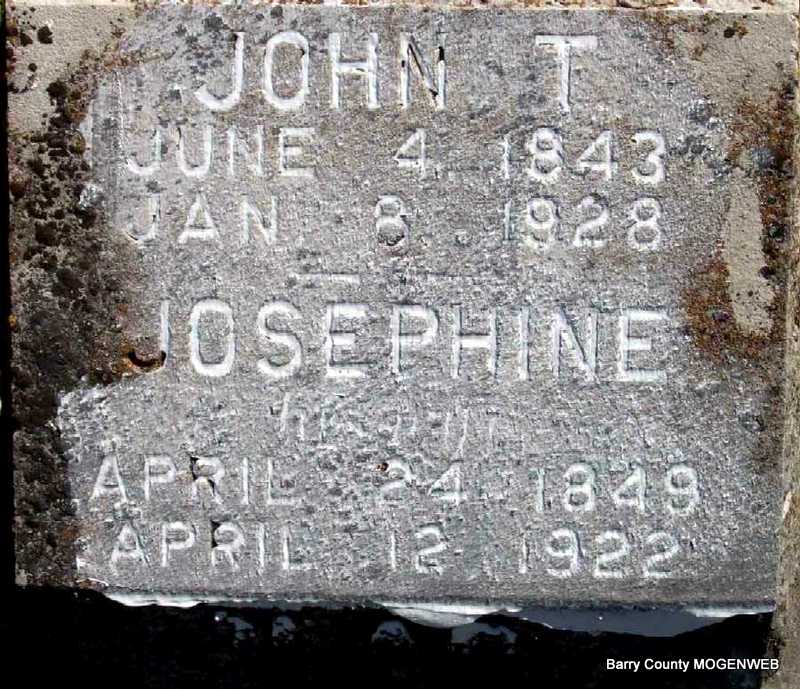 JOHN T.
JUNE 4, 1843
JAN. 8, 1928
JOSEPHINE
APRIL 24, 1849
APRIL 12, 1922
Barry County MOGENWEB